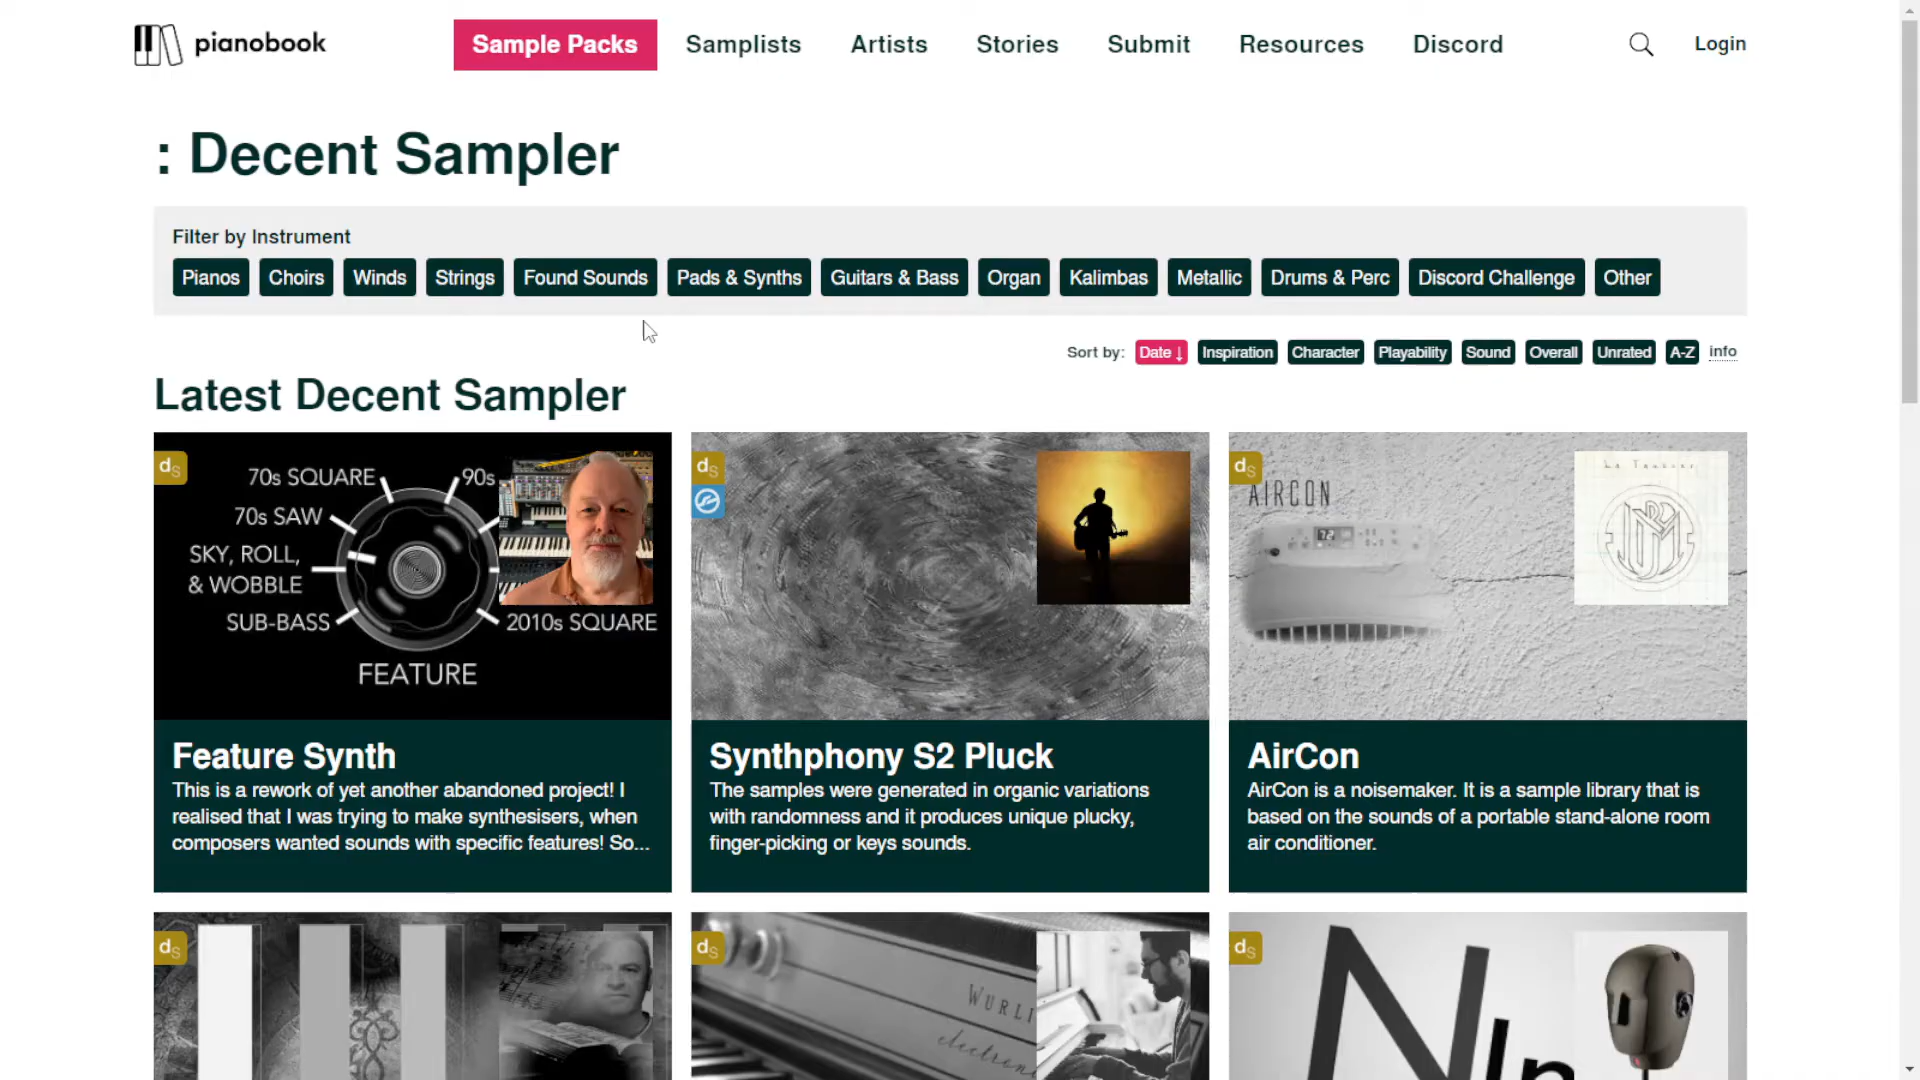 pianobook
Sample Packs
Samplists
Artists
Stories
Submit
Resources
Discord
Login
: Decent Sampler
Filter by Instrument
Pianos
Choirs
Winds
Strings
Found Sounds
Pads & Synths
Guitars & Bass
Organ
Kalimbas
Metallic
Drums & Perc
Discord Challenge
Other
Sort by:
Date ↓
Inspiration
Character
Playability
Sound
Overall
Unrated
A-Z
info
Latest Decent Sampler
ds
70s SQUARE
90s
70s SAW
SKY, ROLL,
& WOBBLE
SUB-BASS
2010s SQUARE
FEATURE
Feature Synth
This is a rework of yet another abandoned project! I
realised that I was trying to make synthesisers, when
composers wanted sounds with specific features! So...
ds
Synthphony S2 Pluck
The samples were generated in organic variations
with randomness and it produces unique plucky,
finger-picking or keys sounds.
ds
AIRCON
72
AirCon
AirCon is a noisemaker. It is a sample library that is
based on the sounds of a portable stand-alone room
air conditioner.
ds
ds
WURLI
ds